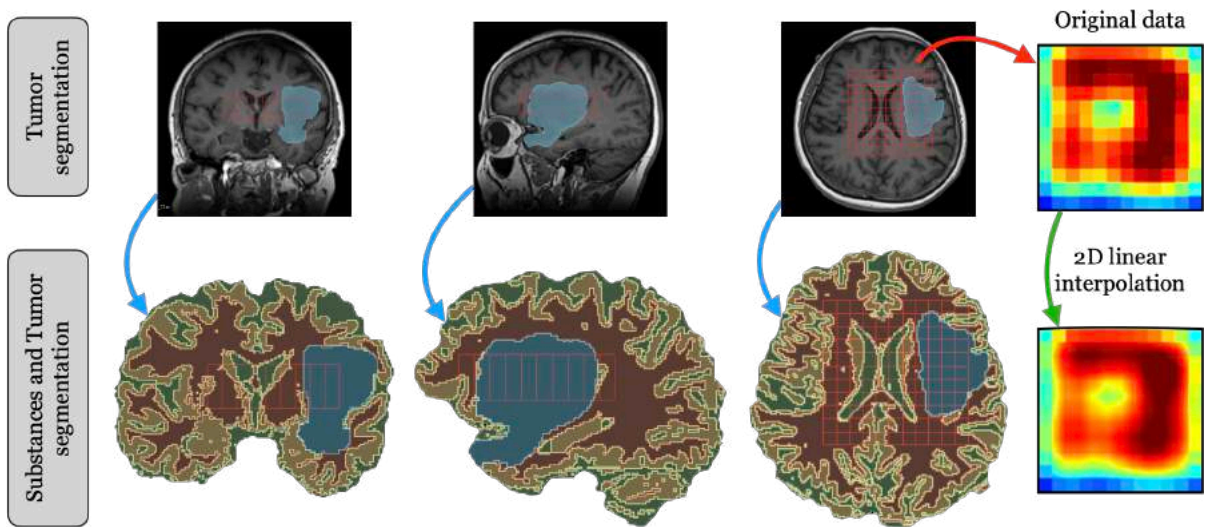 Tumor
segmentation
Original data
Substances and Tumor
segmentation
2D linear
interpolation